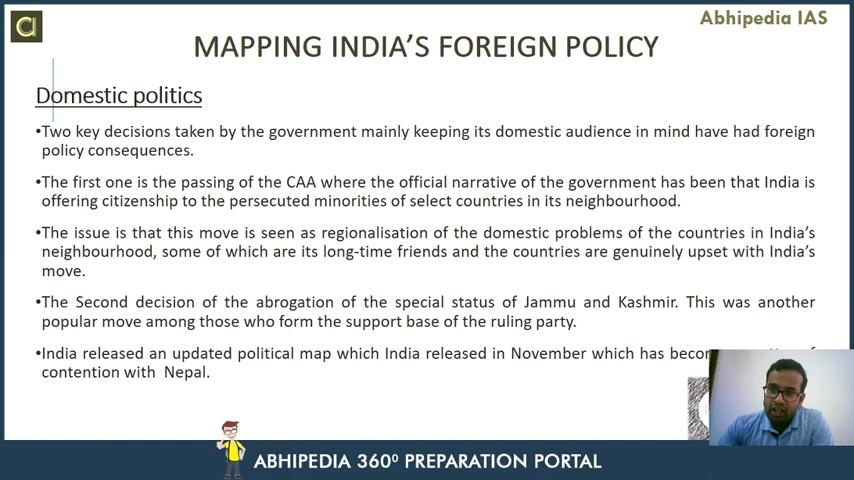 Abhipedia IAS
MAPPING INDIA'S FOREIGN POLICY
Domestic politics
•Two key decisions taken by the government mainly keeping its domestic audience in mind have had foreign
policy consequences.
•The first one is the passing of the CAA where the official narrative of the government has been that India is
offering citizenship to the persecuted minorities of select countries in its neighbourhood.
•The issue is that this move is seen as regionalisation of the domestic problems of the countries in India's
neighbourhood, some of which are its long-time friends and the countries are genuinely upset with India's
move.
•The Second decision of the abrogation of the special status of Jammu and Kashmir. This was another
popular move among those who form the support base of the ruling party.
•India released an updated political map which India released in November which has of
contention with Nepal.
ABHIPEDIA 360⁰ PREPARATION PORTAL